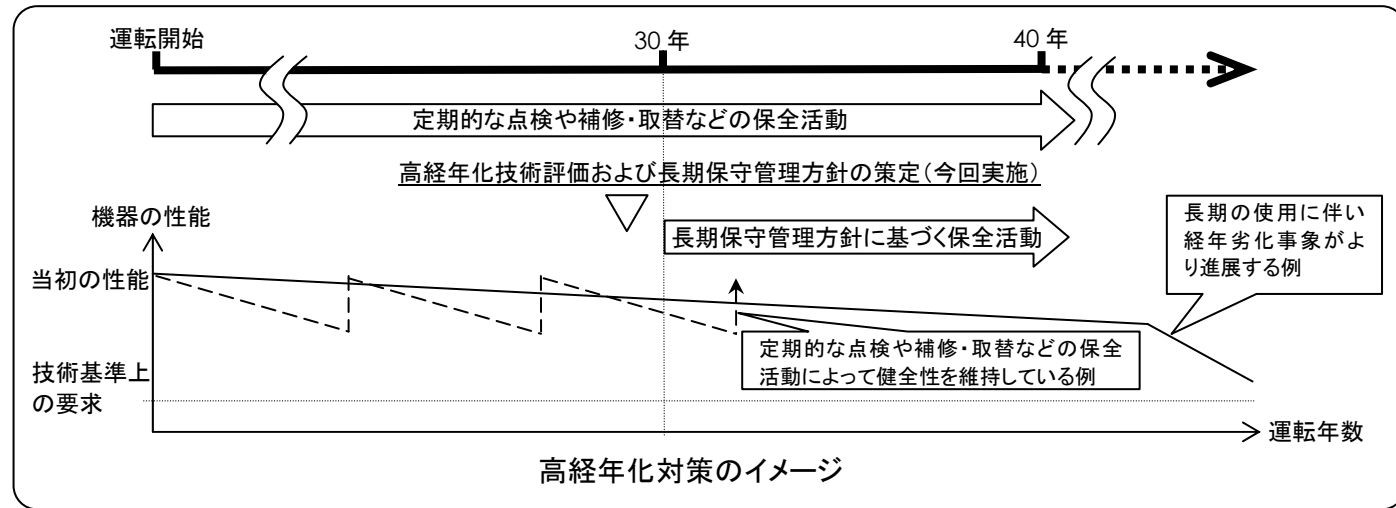 運転開始
30 年
40 年
定期的な点検や補修・取替などの保全活動
高経年化技術評価および長期保守管理方針の策定(今回実施)
機器の性能
長期保守管理方針に基づく保全活動
長期の使用に伴い
経年劣化事象がよ
り進展する例
当初の性能
定期的な点検や補修・取替などの保全
活動によって健全性を維持している例
技術基準上
の要求
運転年数
高経年化対策のイメージ